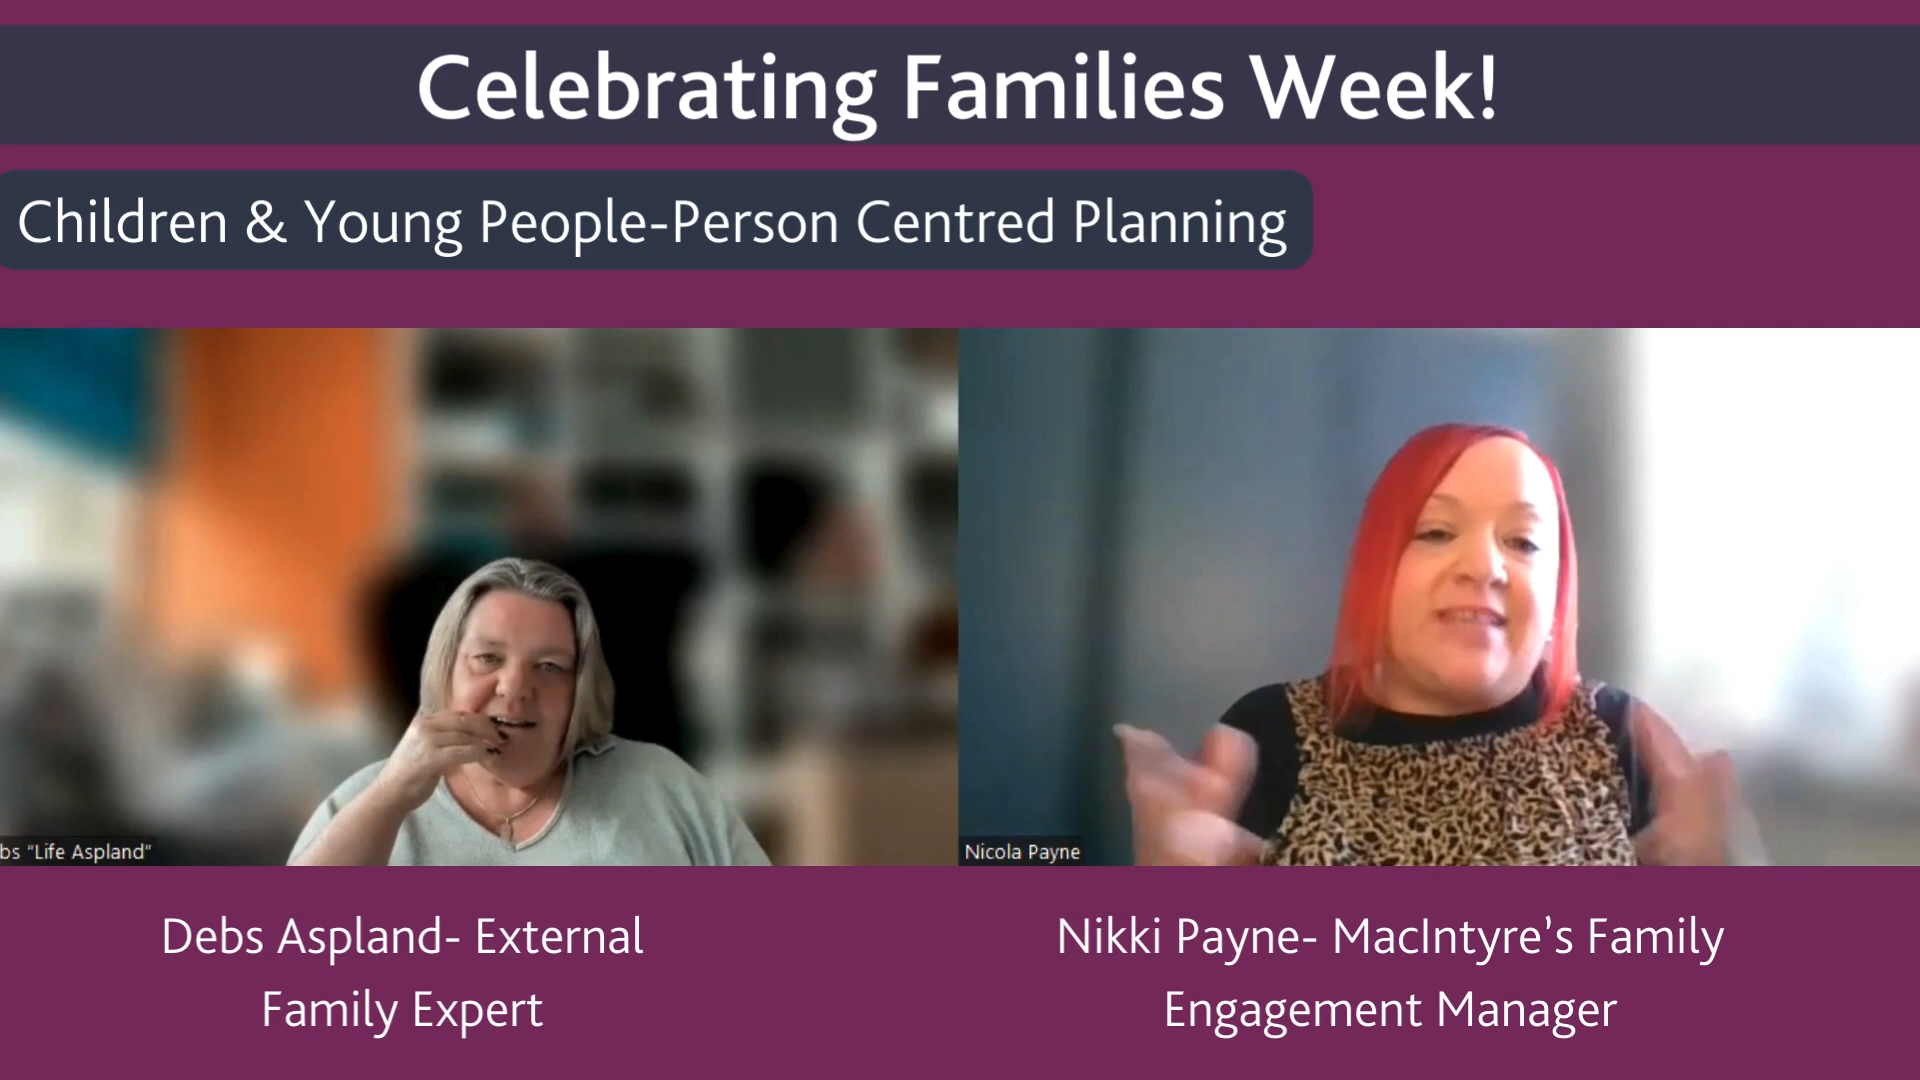 Celebrating Families Week!
Children & Young People-Person Centred Planning
bs "Life Aspland"
Nicola Payne
Debs Aspland- External
Family Expert
Nikki Payne- MacIntyre's Family
Engagement Manager